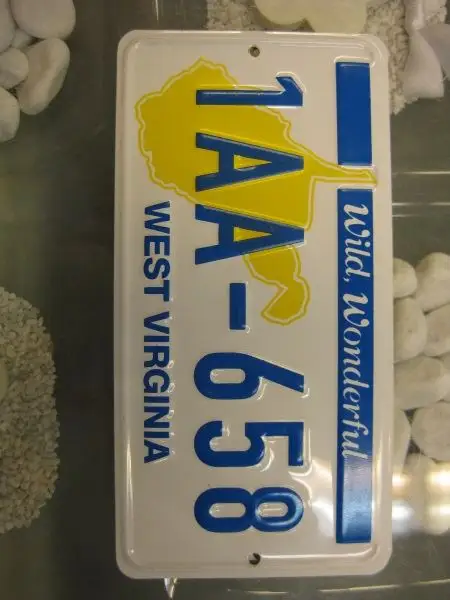 Wild, Wonderful
1AA-658
WEST VIRGINIA